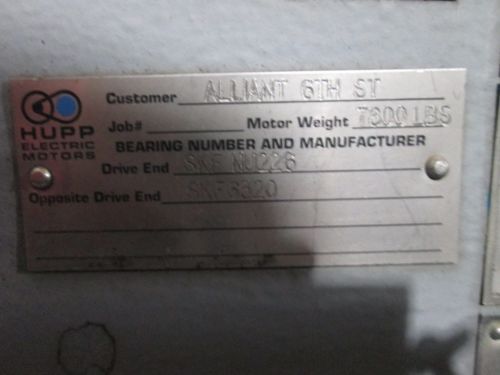 HUPP
ELECTRIC
MOTORS
Customer ALLIANT 6TH ST
Job# Motor Weight 7600 LBS
BEARING NUMBER AND MANUFACTURER
Drive End SKF NU226
Opposite Drive End SKF6320